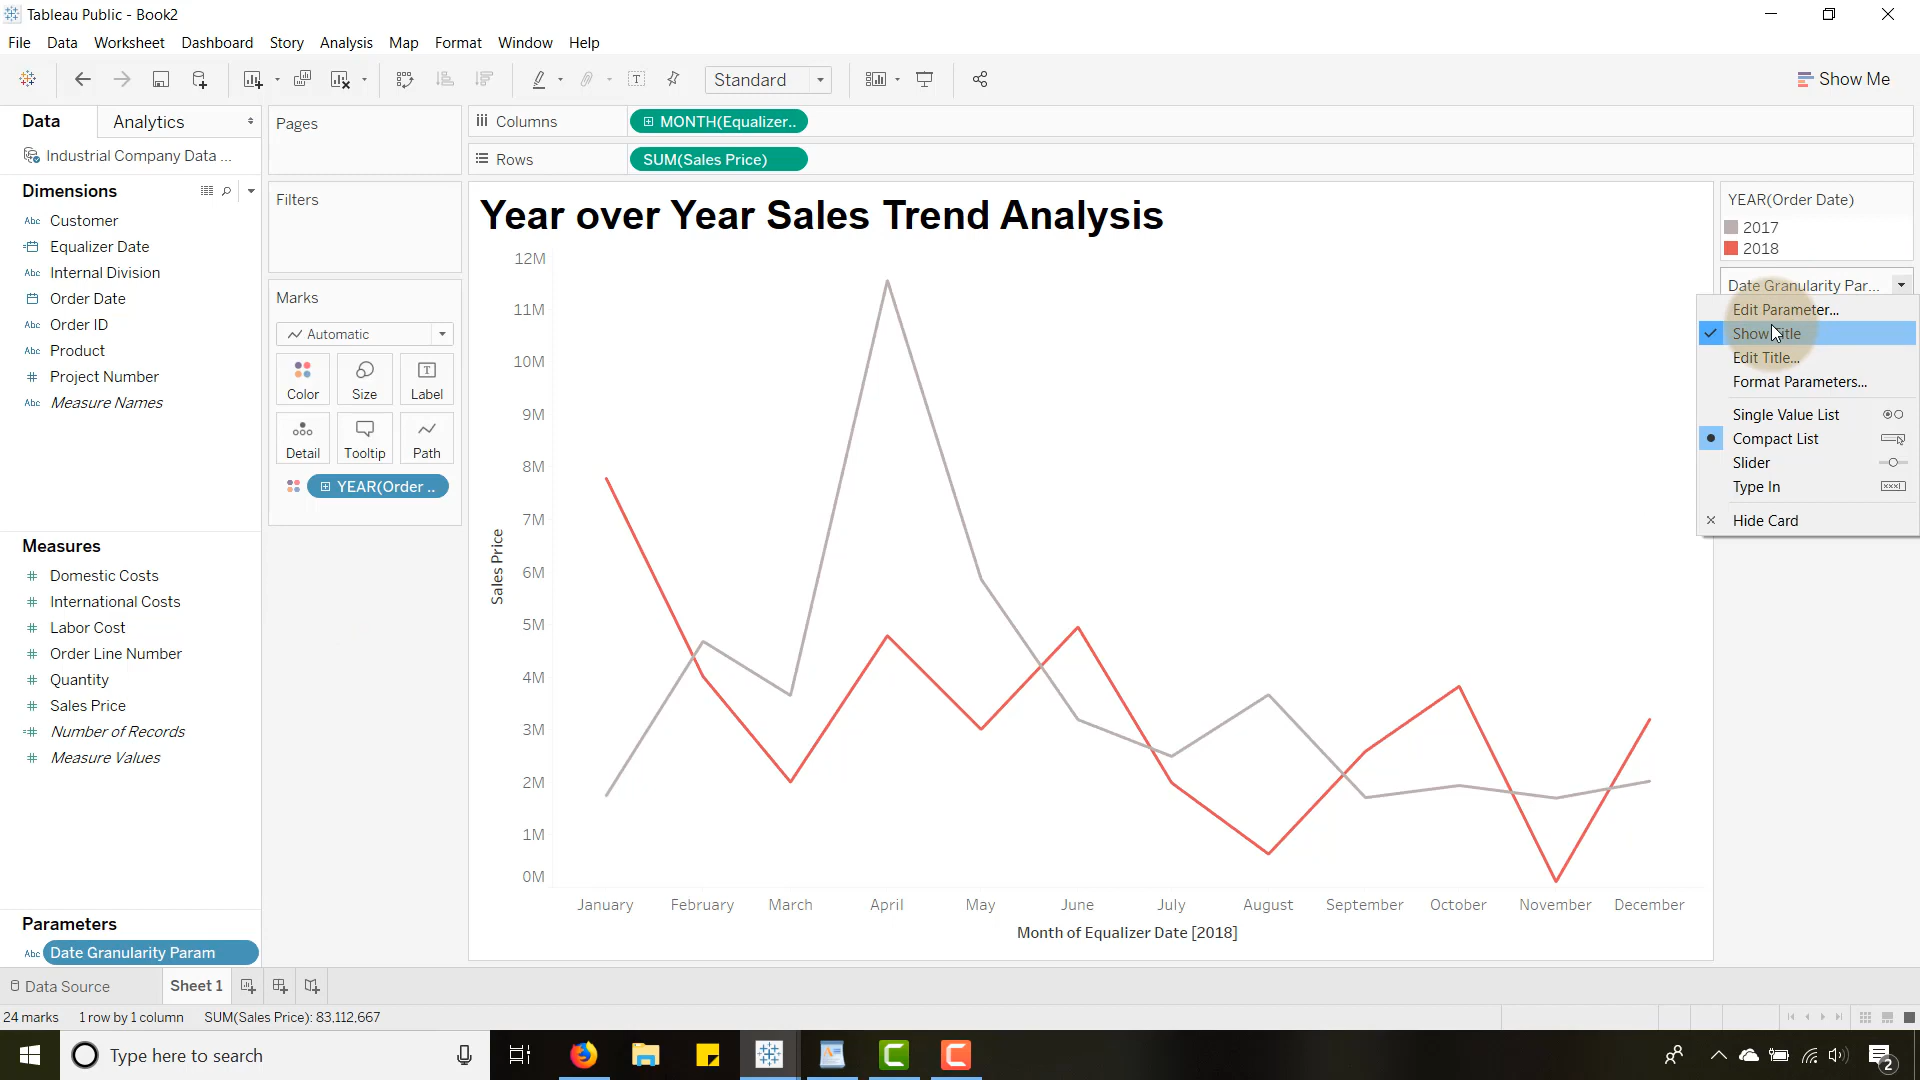 Tableau Public - Book2
File Data Worksheet Dashboard Story Analysis Map Format Window Help
Standard
Show Me
Data
Analytics
Industrial Company Data ...
Dimensions
Abc Customer
Equalizer Date
Abc Internal Division
Order Date
Abc Order ID
Abc Product
# Project Number
Abc Measure Names
Measures
# Domestic Costs
# International Costs
# Labor Cost
# Order Line Number
# Quantity
# Sales Price
=# Number of Records
# Measure Values
Parameters
Abc Date Granularity Param
Pages
Filters
Marks
Automatic
Color Size Label
Detail Tooltip Path
YEAR(Order ..
Columns
MONTH(Equalizer..
Rows
SUM(Sales Price)
Year over Year Sales Trend Analysis
12M
11M
10M
9M
8M
7M
6M
5M
4M
3M
2M
1M
0M
Sales Price
January February March April May June July August September October November December
Month of Equalizer Date [2018]
YEAR(Order Date)
2017
2018
Date Granularity Par...
Edit Parameter...
Show Title
Edit Title...
Format Parameters...
Single Value List
Compact List
Slider
Type In
Hide Card
Data Source
Sheet 1
24 marks 1 row by 1 column SUM(Sales Price): 83,112,667
Type here to search
2